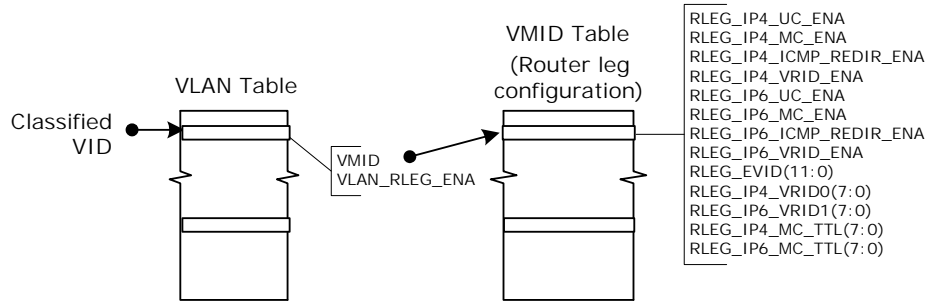 Classified
VID
VLAN Table
VMID
VLAN_RLEG_ENA
VMID Table
(Router leg
configuration)
RLEG_IP4_UC_ENA
RLEG_IP4_MC_ENA
RLEG_IP4_ICMP_REDIR_ENA
RLEG_IP4_VRID_ENA
RLEG_IP6_UC_ENA
RLEG_IP6_MC_ENA
RLEG_IP6_ICMP_REDIR_ENA
RLEG_IP6_VRID_ENA
RLEG_EVID(11:0)
RLEG_IP4_VRID0(7:0)
RLEG_IP6_VRID1(7:0)
RLEG_IP4_MC_TTL(7:0)
RLEG_IP6_MC_TTL(7:0)